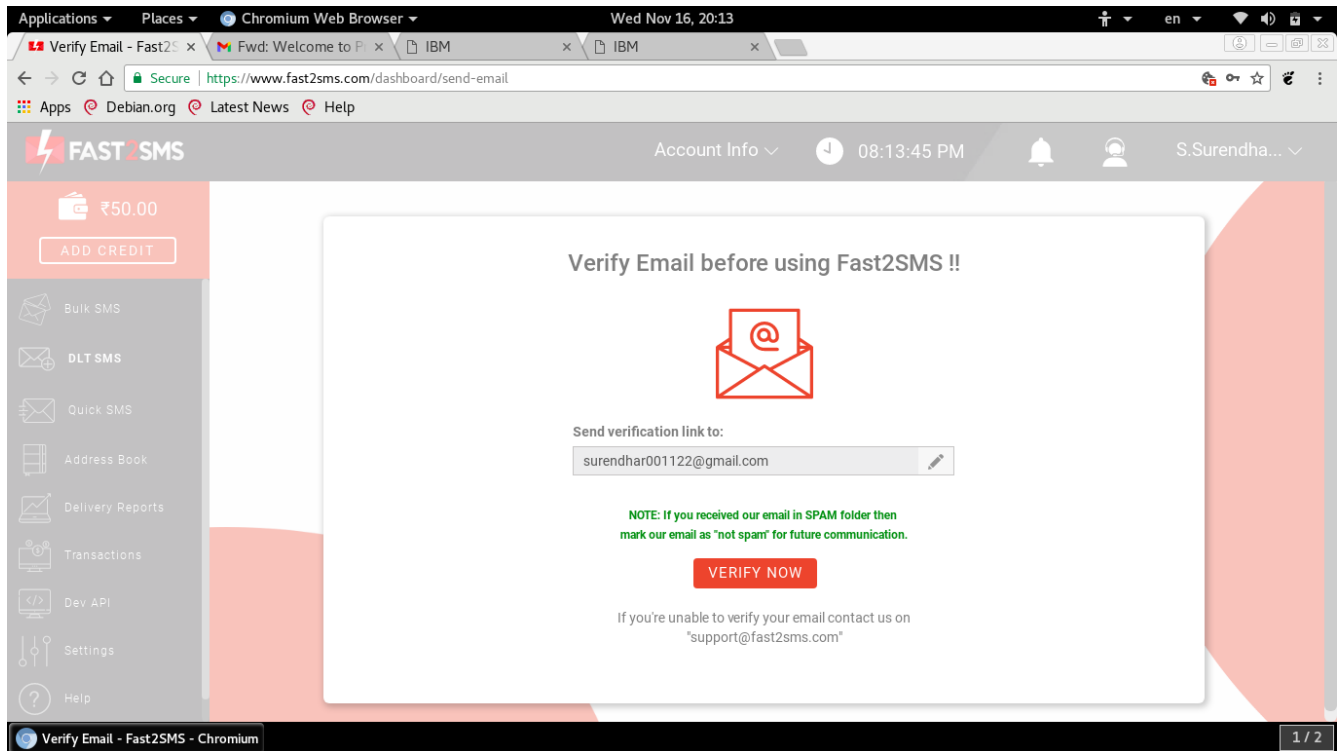 Applications Places Chromium Web Browser Wed Nov 16, 20:13 en
Verify Email - Fast2S Fwd: Welcome to P IBM IBM
Secure https://www.fast2sms.com/dashboard/send-email
Apps Debian.org Latest News Help
FAST2SMS Account Info 08:13:45 PM S.Surendha...
₹50.00
ADD CREDIT
Bulk SMS
DLT SMS
Quick SMS
Address Book
Delivery Reports
Transactions
Dev API
Settings
Help
Verify Email before using Fast2SMS !!
@
Send verification link to:
surendhar001122@gmail.com
NOTE: If you received our email in SPAM folder then
mark our email as "not spam" for future communication.
VERIFY NOW
If you're unable to verify your email contact us on
"support@fast2sms.com"
Verify Email - Fast2SMS - Chromium 1 / 2